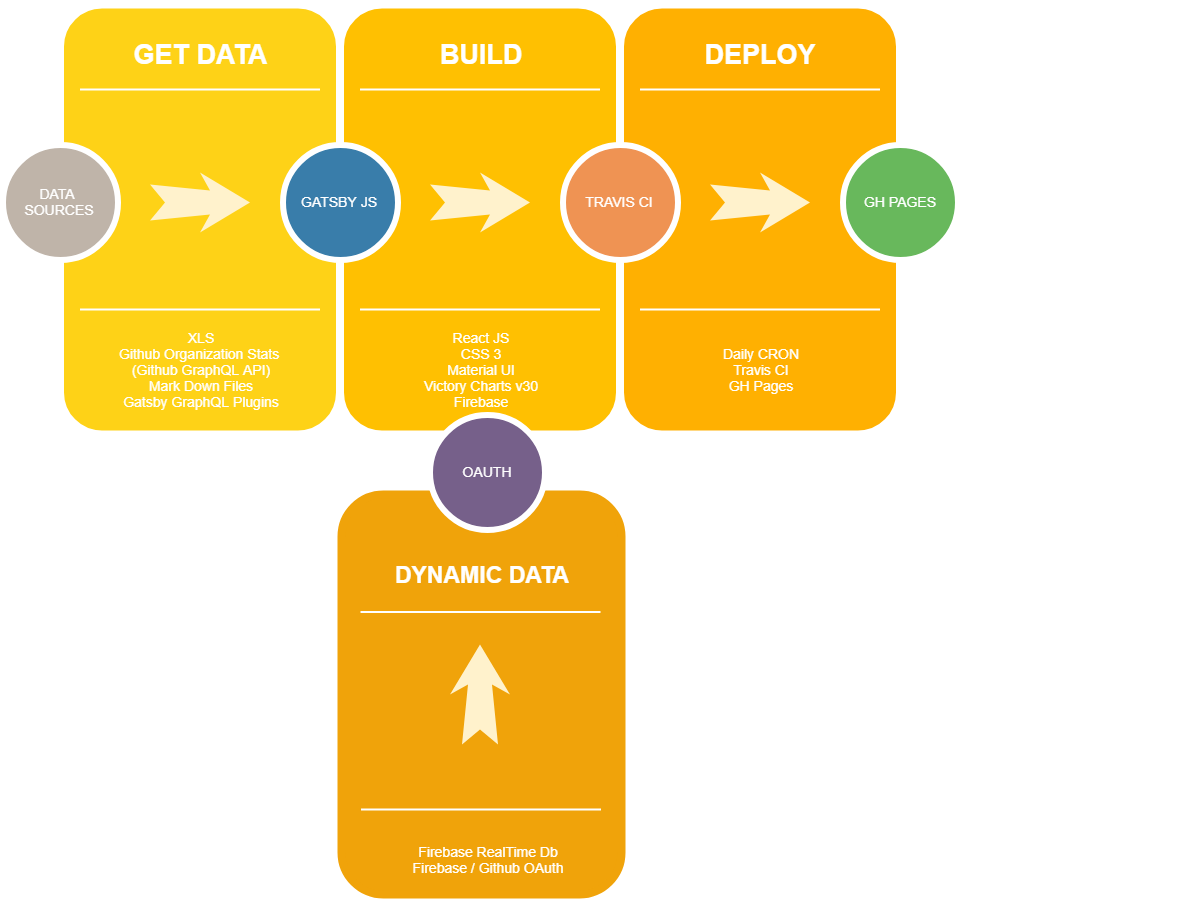 GET DATA
BUILD
DEPLOY
DATA
SOURCES
GATSBY JS
TRAVIS CI
GH PAGES
XLS
Github Organization Stats
(Github GraphQL API)
Mark Down Files
Gatsby GraphQL Plugins
React JS
CSS 3
Material UI
Victory Charts v30
Firebase
Daily CRON
Travis CI
GH Pages
OAUTH
DYNAMIC DATA
Firebase RealTime Db
Firebase / Github OAuth